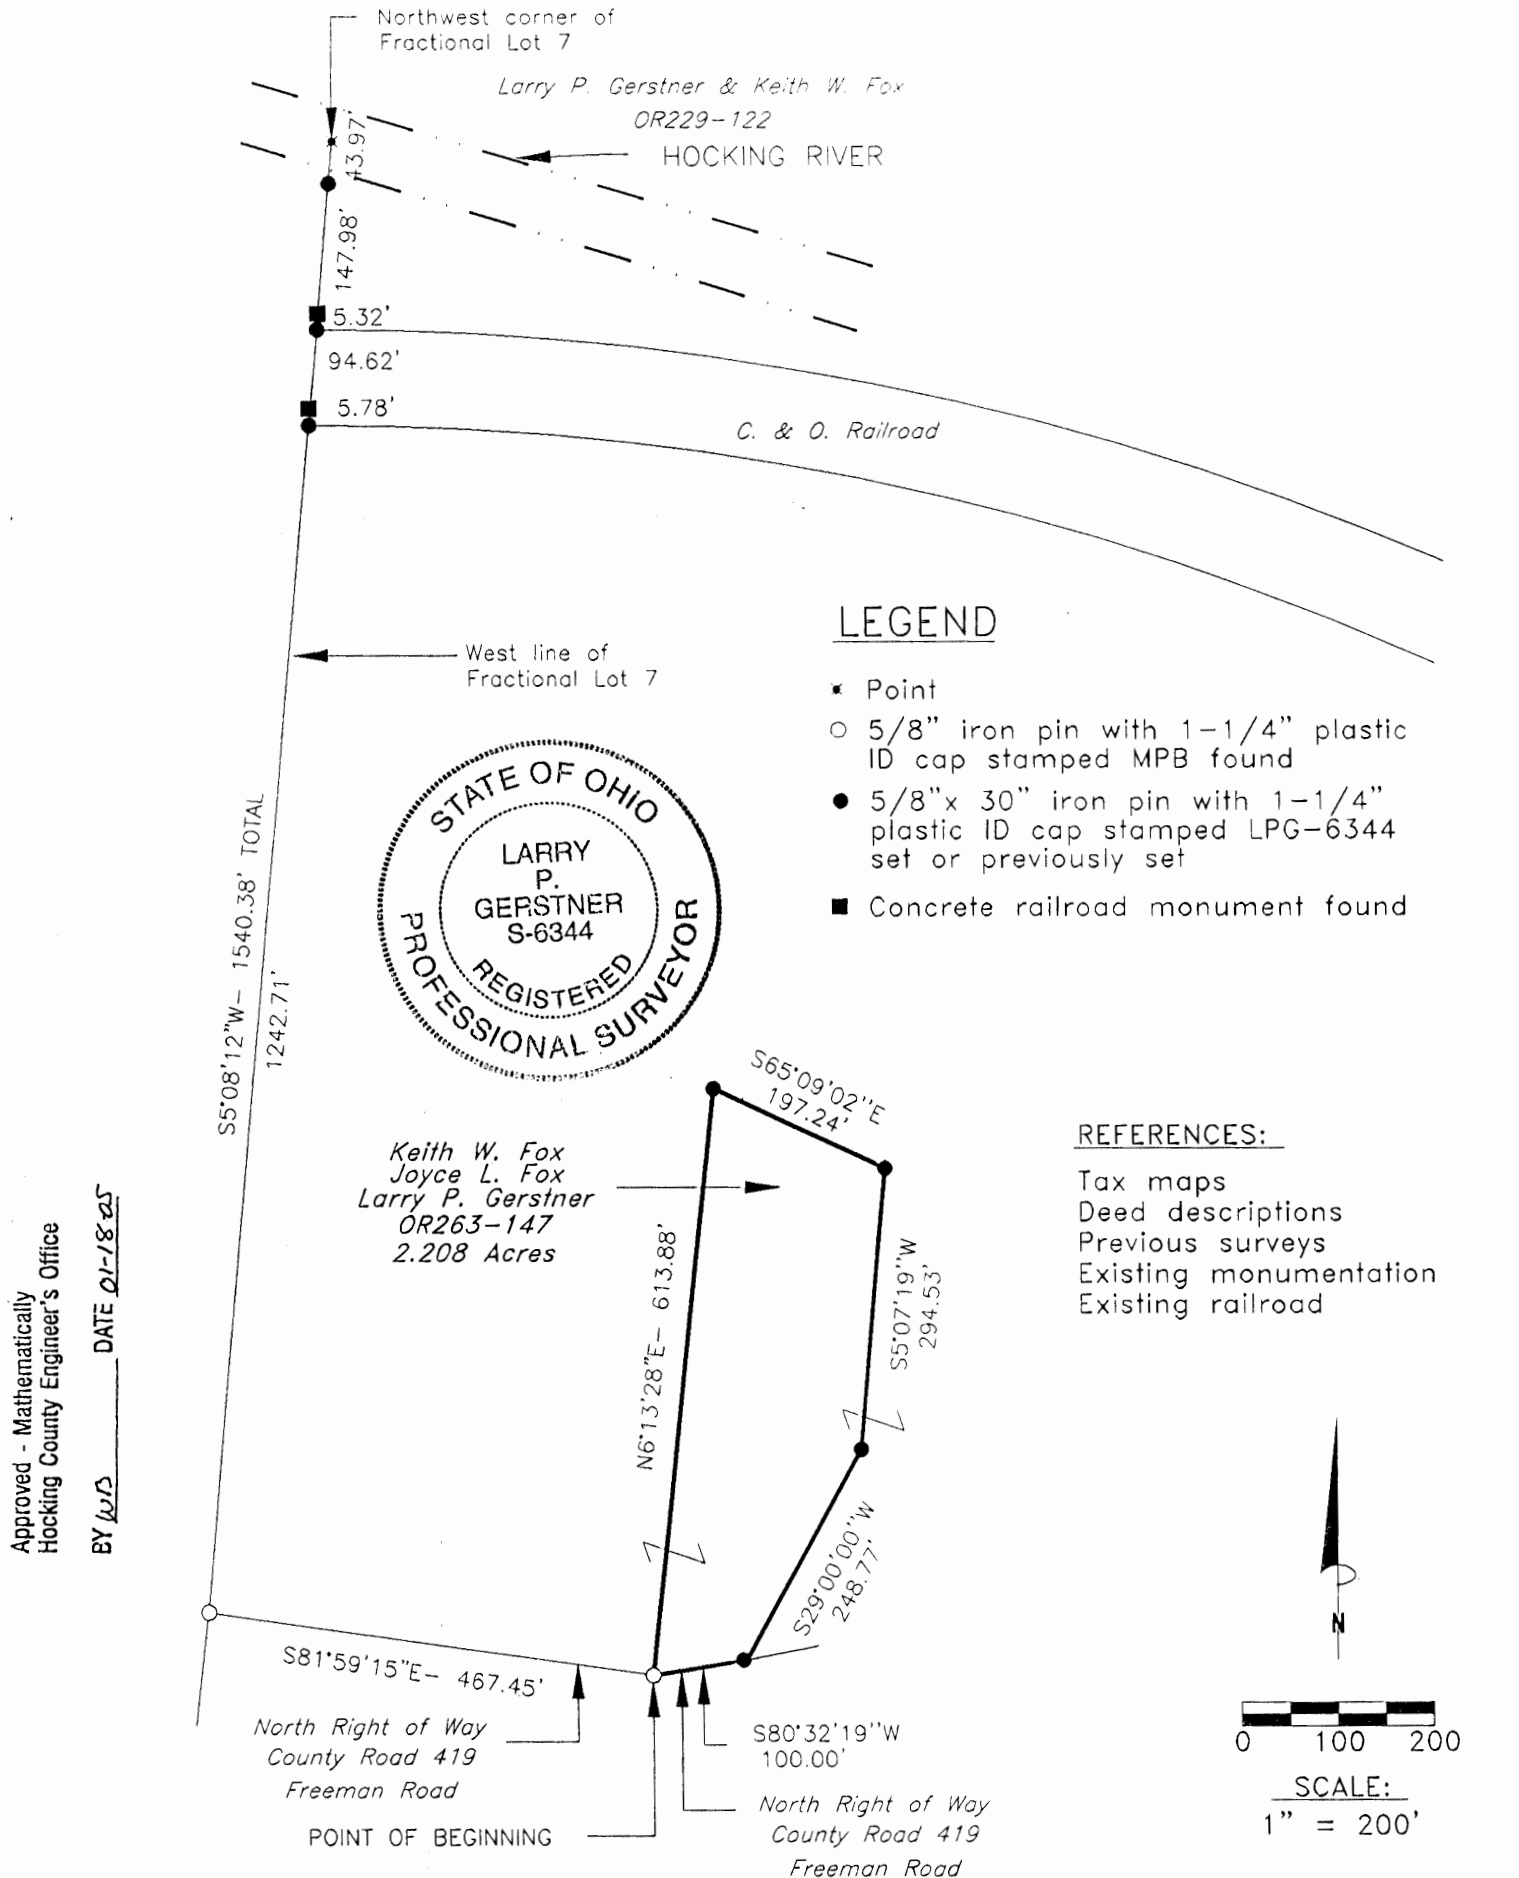 Northwest corner of
Fractional Lot 7
Larry P. Gerstner & Keith W. Fox
OR229-122
HOCKING RIVER
43.97'
147.98'
5.32'
94.62'
5.78'
C. & O. Railroad
West line of
Fractional Lot 7
LEGEND
Point
5/8" iron pin with 1-1/4" plastic
ID cap stamped MPB found
5/8"x 30" iron pin with 1-1/4"
plastic ID cap stamped LPG-6344
set or previously set
Concrete railroad monument found
STATE OF OHIO
LARRY
P.
GERSTNER
S-6344
REGISTERED
PROFESSIONAL SURVEYOR
S5°08'12"W- 1540.38' TOTAL
1242.71'
S65°09'02"E
197.24'
Keith W. Fox
Joyce L. Fox
Larry P. Gerstner
OR263-147
2.208 Acres
N6°13'28"E- 613.88'
S5°07'19"W
294.53'
S29°00'00"W
248.77'
REFERENCES:
Tax maps
Deed descriptions
Previous surveys
Existing monumentation
Existing railroad
Approved - Mathematically
Hocking County Engineer's Office
BY WB DATE 01-18-05
S81°59'15"E- 467.45'
North Right of Way
County Road 419
Freeman Road
POINT OF BEGINNING
S80°32'19"W
100.00'
North Right of Way
County Road 419
Freeman Road
N
0 100 200
SCALE:
1" = 200'